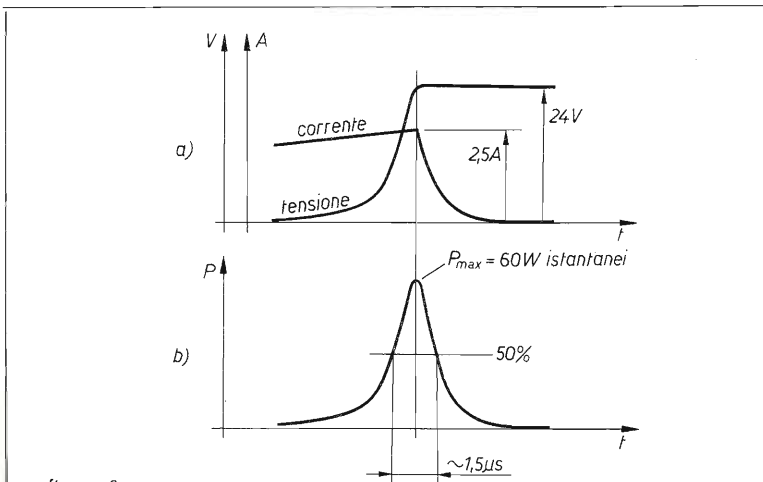 V A
corrente
24V
a)
2,5A
tensione
t
P
Pmax = 60W istantanei
b)
50%
t
~1,5µs